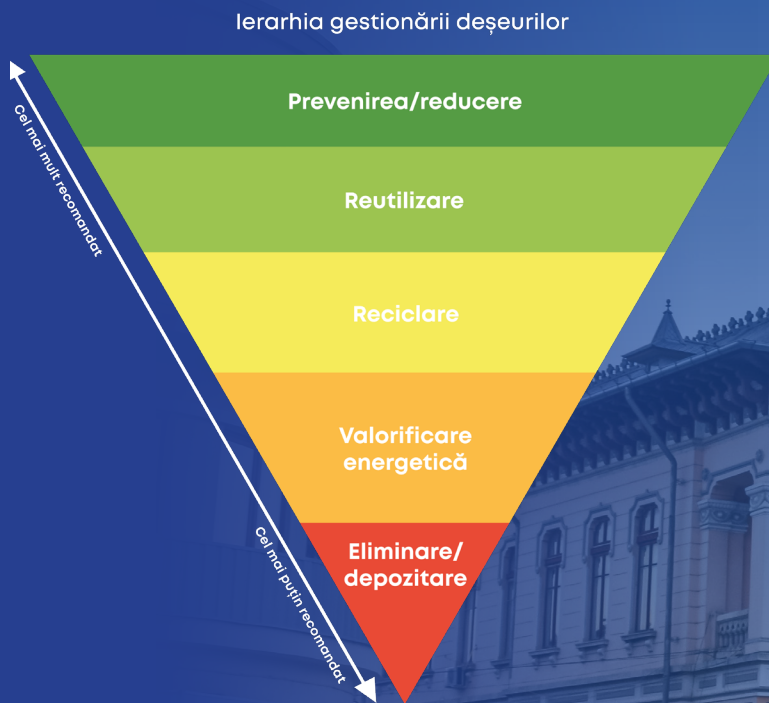 Ierarhia gestionării deșeurilor
Prevenirea/reducere
Cel mai mult recomandat
Reutilizare
Reciclare
Valorificare
energetică
Eliminare/
depozitare
Cel mai puțin recomandat